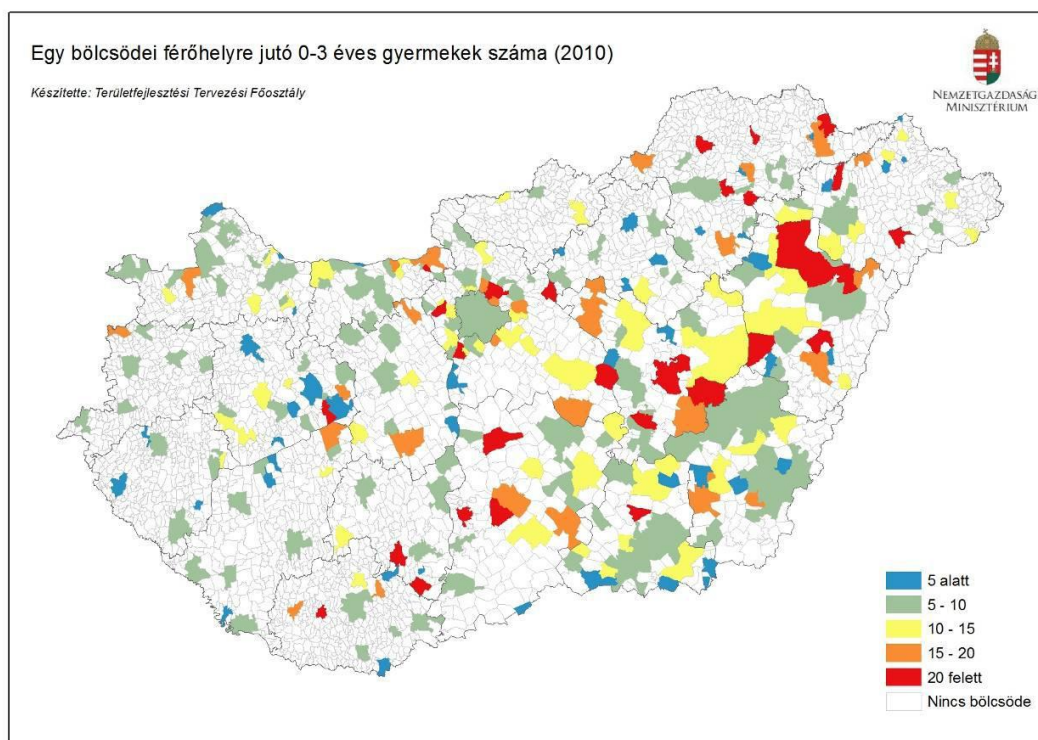 Egy bölcsödei férőhelyre jutó 0-3 éves gyermekek száma (2010)
Készítette: Területfejlesztési Tervezési Főosztály
NEMZETGAZDASÁGI
MINISZTÉRIUM
5 alatt
5 - 10
10 - 15
15 - 20
20 felett
Nincs bölcsöde